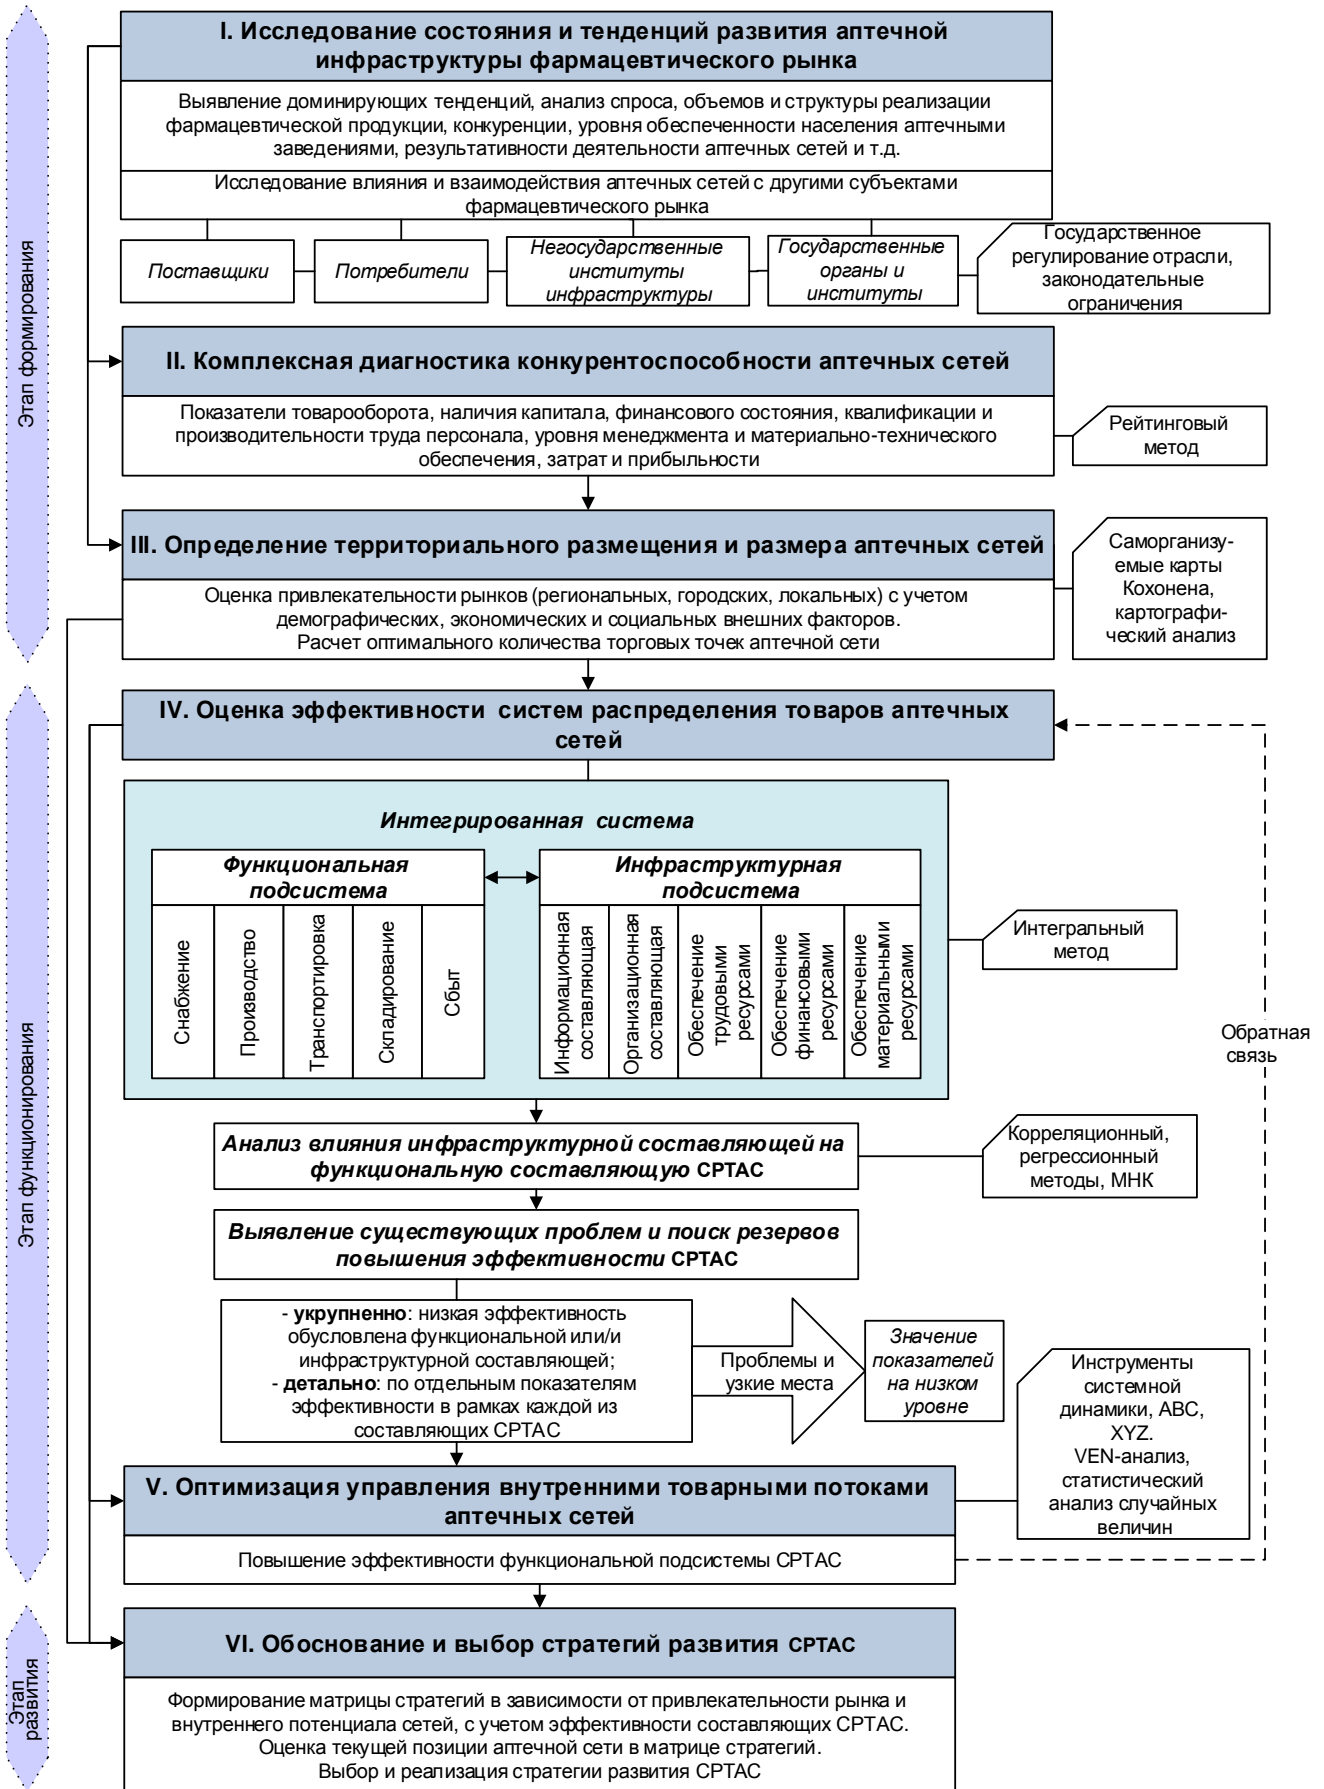 Этап формирования
I. Исследование состояния и тенденций развития аптечной
инфраструктуры фармацевтического рынка
Выявление доминирующих тенденций, анализ спроса, объемов и структуры реализации
фармацевтической продукции, конкуренции, уровня обеспеченности населения аптечными
заведениями, результативности деятельности аптечных сетей и т.д.
Исследование влияния и взаимодействия аптечных сетей с другими субъектами
фармацевтического рынка
Поставщики
Потребители
Негосударственные
институты
инфраструктуры
Государственные
органы и
институты
Государственное
регулирование отрасли,
законодательные
ограничения
II. Комплексная диагностика конкурентоспособности аптечных сетей
Показатели товарооборота, наличия капитала, финансового состояния, квалификации и
производительности труда персонала, уровня менеджмента и материально-технического
обеспечения, затрат и прибыльности
Рейтинговый
метод
III. Определение территориального размещения и размера аптечных сетей
Оценка привлекательности рынков (региональных, городских, локальных) с учетом
демографических, экономических и социальных внешних факторов.
Расчет оптимального количества торговых точек аптечной сети
Саморганизу-
емые карты
Кохонена,
картографи-
ческий анализ
Этап функционирования
IV. Оценка эффективности систем распределения товаров аптечных
сетей
Интегрированная система
Функциональная
подсистема
Инфраструктурная
подсистема
Снабжение
Производство
Транспортировка
Складирование
Сбыт
Информационная
составляющая
Организационная
составляющая
Обеспечение
трудовыми
ресурсами
Обеспечение
финансовыми
ресурсами
Обеспечение
материальными
ресурсами
Интегральный
метод
Обратная
связь
Анализ влияния инфраструктурной составляющей на
функциональную составляющую СРТАС
Корреляционный,
регрессионный
методы, МНК
Выявление существующих проблем и поиск резервов
повышения эффективности СРТАС
- укрупненно: низкая эффективность
обусловлена функциональной или/и
инфраструктурной составляющей;
- детально: по отдельным показателям
эффективности в рамках каждой из
составляющих СРТАС
Проблемы и
узкие места
Значение
показателей
на низком
уровне
Инструменты
системной
динамики, АВС,
XYZ.
VEN-анализ,
статистический
анализ случайных
величин
V. Оптимизация управления внутренними товарными потоками
аптечных сетей
Повышение эффективности функциональной подсистемы СРТАС
Этап
развития
VI. Обоснование и выбор стратегий развития СРТАС
Формирование матрицы стратегий в зависимости от привлекательности рынка и
внутреннего потенциала сетей, с учетом эффективности составляющих СРТАС.
Оценка текущей позиции аптечной сети в матрице стратегий.
Выбор и реализация стратегии развития СРТАС